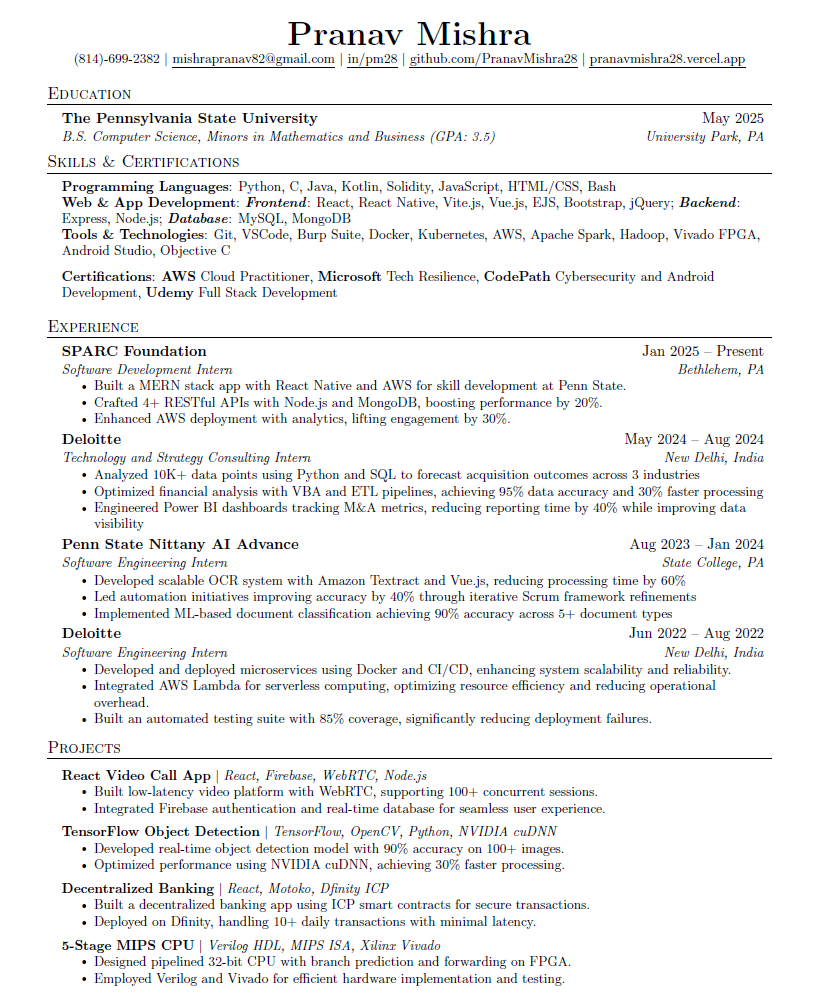 Pranav Mishra
(814)-699-2382 | mishrapranav82@gmail.com | in/pm28 | github.com/PranavMishra28 | pranavmishra28.vercel.app
Education
The Pennsylvania State University May 2025
B.S. Computer Science, Minors in Mathematics and Business (GPA: 3.5) University Park, PA
Skills & Certifications
Programming Languages: Python, C, Java, Kotlin, Solidity, JavaScript, HTML/CSS, Bash
Web & App Development: Frontend: React, React Native, Vite.js, Vue.js, EJS, Bootstrap, jQuery; Backend:
Express, Node.js; Database: MySQL, MongoDB
Tools & Technologies: Git, VSCode, Burp Suite, Docker, Kubernetes, AWS, Apache Spark, Hadoop, Vivado FPGA,
Android Studio, Objective C
Certifications: AWS Cloud Practitioner, Microsoft Tech Resilience, CodePath Cybersecurity and Android
Development, Udemy Full Stack Development
Experience
SPARC Foundation Jan 2025 – Present
Software Development Intern Bethlehem, PA
• Built a MERN stack app with React Native and AWS for skill development at Penn State.
• Crafted 4+ RESTful APIs with Node.js and MongoDB, boosting performance by 20%.
• Enhanced AWS deployment with analytics, lifting engagement by 30%.
Deloitte May 2024 – Aug 2024
Technology and Strategy Consulting Intern New Delhi, India
• Analyzed 10K+ data points using Python and SQL to forecast acquisition outcomes across 3 industries
• Optimized financial analysis with VBA and ETL pipelines, achieving 95% data accuracy and 30% faster processing
• Engineered Power BI dashboards tracking M&A metrics, reducing reporting time by 40% while improving data
visibility
Penn State Nittany AI Advance Aug 2023 – Jan 2024
Software Engineering Intern State College, PA
• Developed scalable OCR system with Amazon Textract and Vue.js, reducing processing time by 60%
• Led automation initiatives improving accuracy by 40% through iterative Scrum framework refinements
• Implemented ML-based document classification achieving 90% accuracy across 5+ document types
Deloitte Jun 2022 – Aug 2022
Software Engineering Intern New Delhi, India
• Developed and deployed microservices using Docker and CI/CD, enhancing system scalability and reliability.
• Integrated AWS Lambda for serverless computing, optimizing resource efficiency and reducing operational
overhead.
• Built an automated testing suite with 85% coverage, significantly reducing deployment failures.
Projects
React Video Call App | React, Firebase, WebRTC, Node.js
• Built low-latency video platform with WebRTC, supporting 100+ concurrent sessions.
• Integrated Firebase authentication and real-time database for seamless user experience.
TensorFlow Object Detection | TensorFlow, OpenCV, Python, NVIDIA cuDNN
• Developed real-time object detection model with 90% accuracy on 100+ images.
• Optimized performance using NVIDIA cuDNN, achieving 30% faster processing.
Decentralized Banking | React, Motoko, Dfinity ICP
• Built a decentralized banking app using ICP smart contracts for secure transactions.
• Deployed on Dfinity, handling 10+ daily transactions with minimal latency.
5-Stage MIPS CPU | Verilog HDL, MIPS ISA, Xilinx Vivado
• Designed pipelined 32-bit CPU with branch prediction and forwarding on FPGA.
• Employed Verilog and Vivado for efficient hardware implementation and testing.